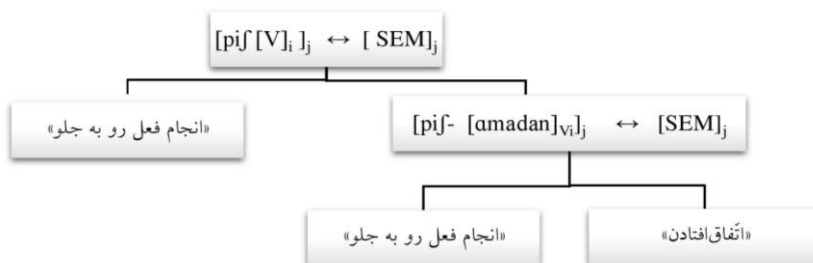 [piʃ [V]ᵢ ]ⱼ ↔ [ SEM]ⱼ
«انجام فعل رو به جلو»
[piʃ- [ɑmadan]ᵥᵢ]ⱼ ↔ [SEM]ⱼ
«انجام فعل رو به جلو»
«اتّفاق‌افتادن»